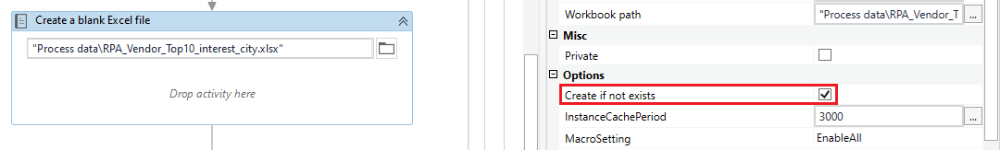 Create a blank Excel file
"Process data\RPA_Vendor_Top10_interest_city.xlsx"
Drop activity here
Workbook path
"Process data\RPA_Vendor_T
...
Misc
Private
Options
Create if not exists
InstanceCachePeriod
3000
...
MacroSetting
EnableAll